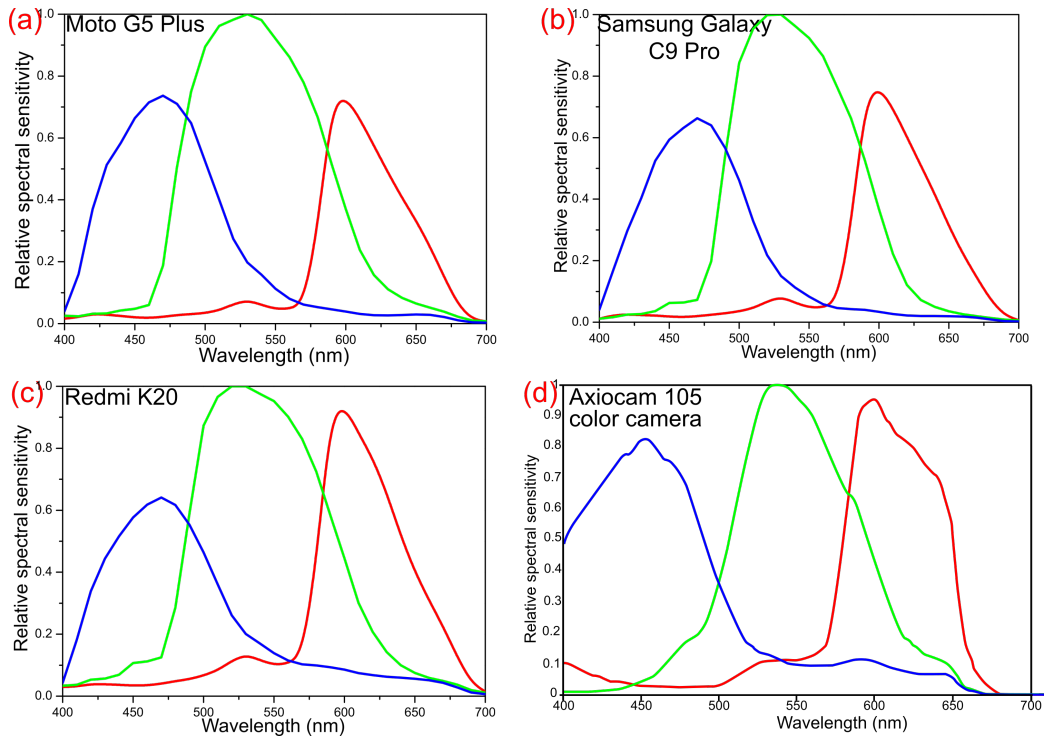 (a)
Moto G5 Plus
1.0
0.8
0.6
0.4
0.2
0.0
400 450 500 550 600 650 700
Relative spectral sensitivity
Wavelength (nm)
(b)
Samsung Galaxy
C9 Pro
1.0
0.8
0.6
0.4
0.2
0.0
400 450 500 550 600 650 700
Relative spectral sensitivity
Wavelength (nm)
(c)
Redmi K20
1.0
0.8
0.6
0.4
0.2
0.0
400 450 500 550 600 650 700
Relative spectral sensitivity
Wavelength (nm)
(d)
Axiocam 105
color camera
1
0.9
0.8
0.7
0.6
0.5
0.4
0.3
0.2
0.1
0
400 450 500 550 600 650 700
Relative spectral sensitivity
Wavelength (nm)